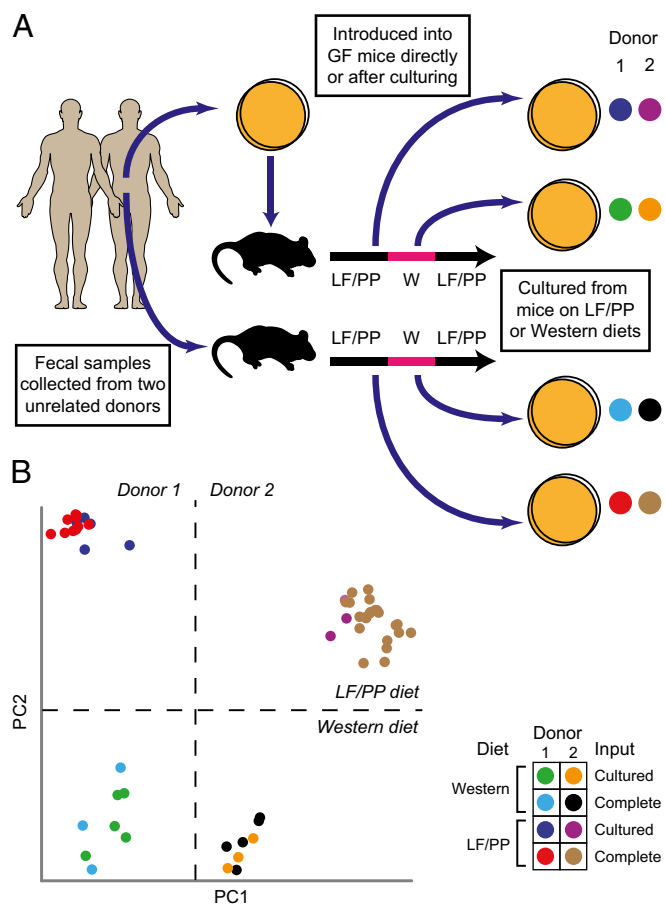 A
Introduced into
GF mice directly
or after culturing
Donor
1 2
LF/PP W LF/PP
LF/PP W LF/PP
Cultured from
mice on LF/PP
or Western diets
Fecal samples
collected from two
unrelated donors
B
Donor 1 Donor 2
LF/PP diet
Western diet
PC2
PC1
Donor
Diet 1 2 Input
Western
Cultured
Complete
LF/PP
Cultured
Complete